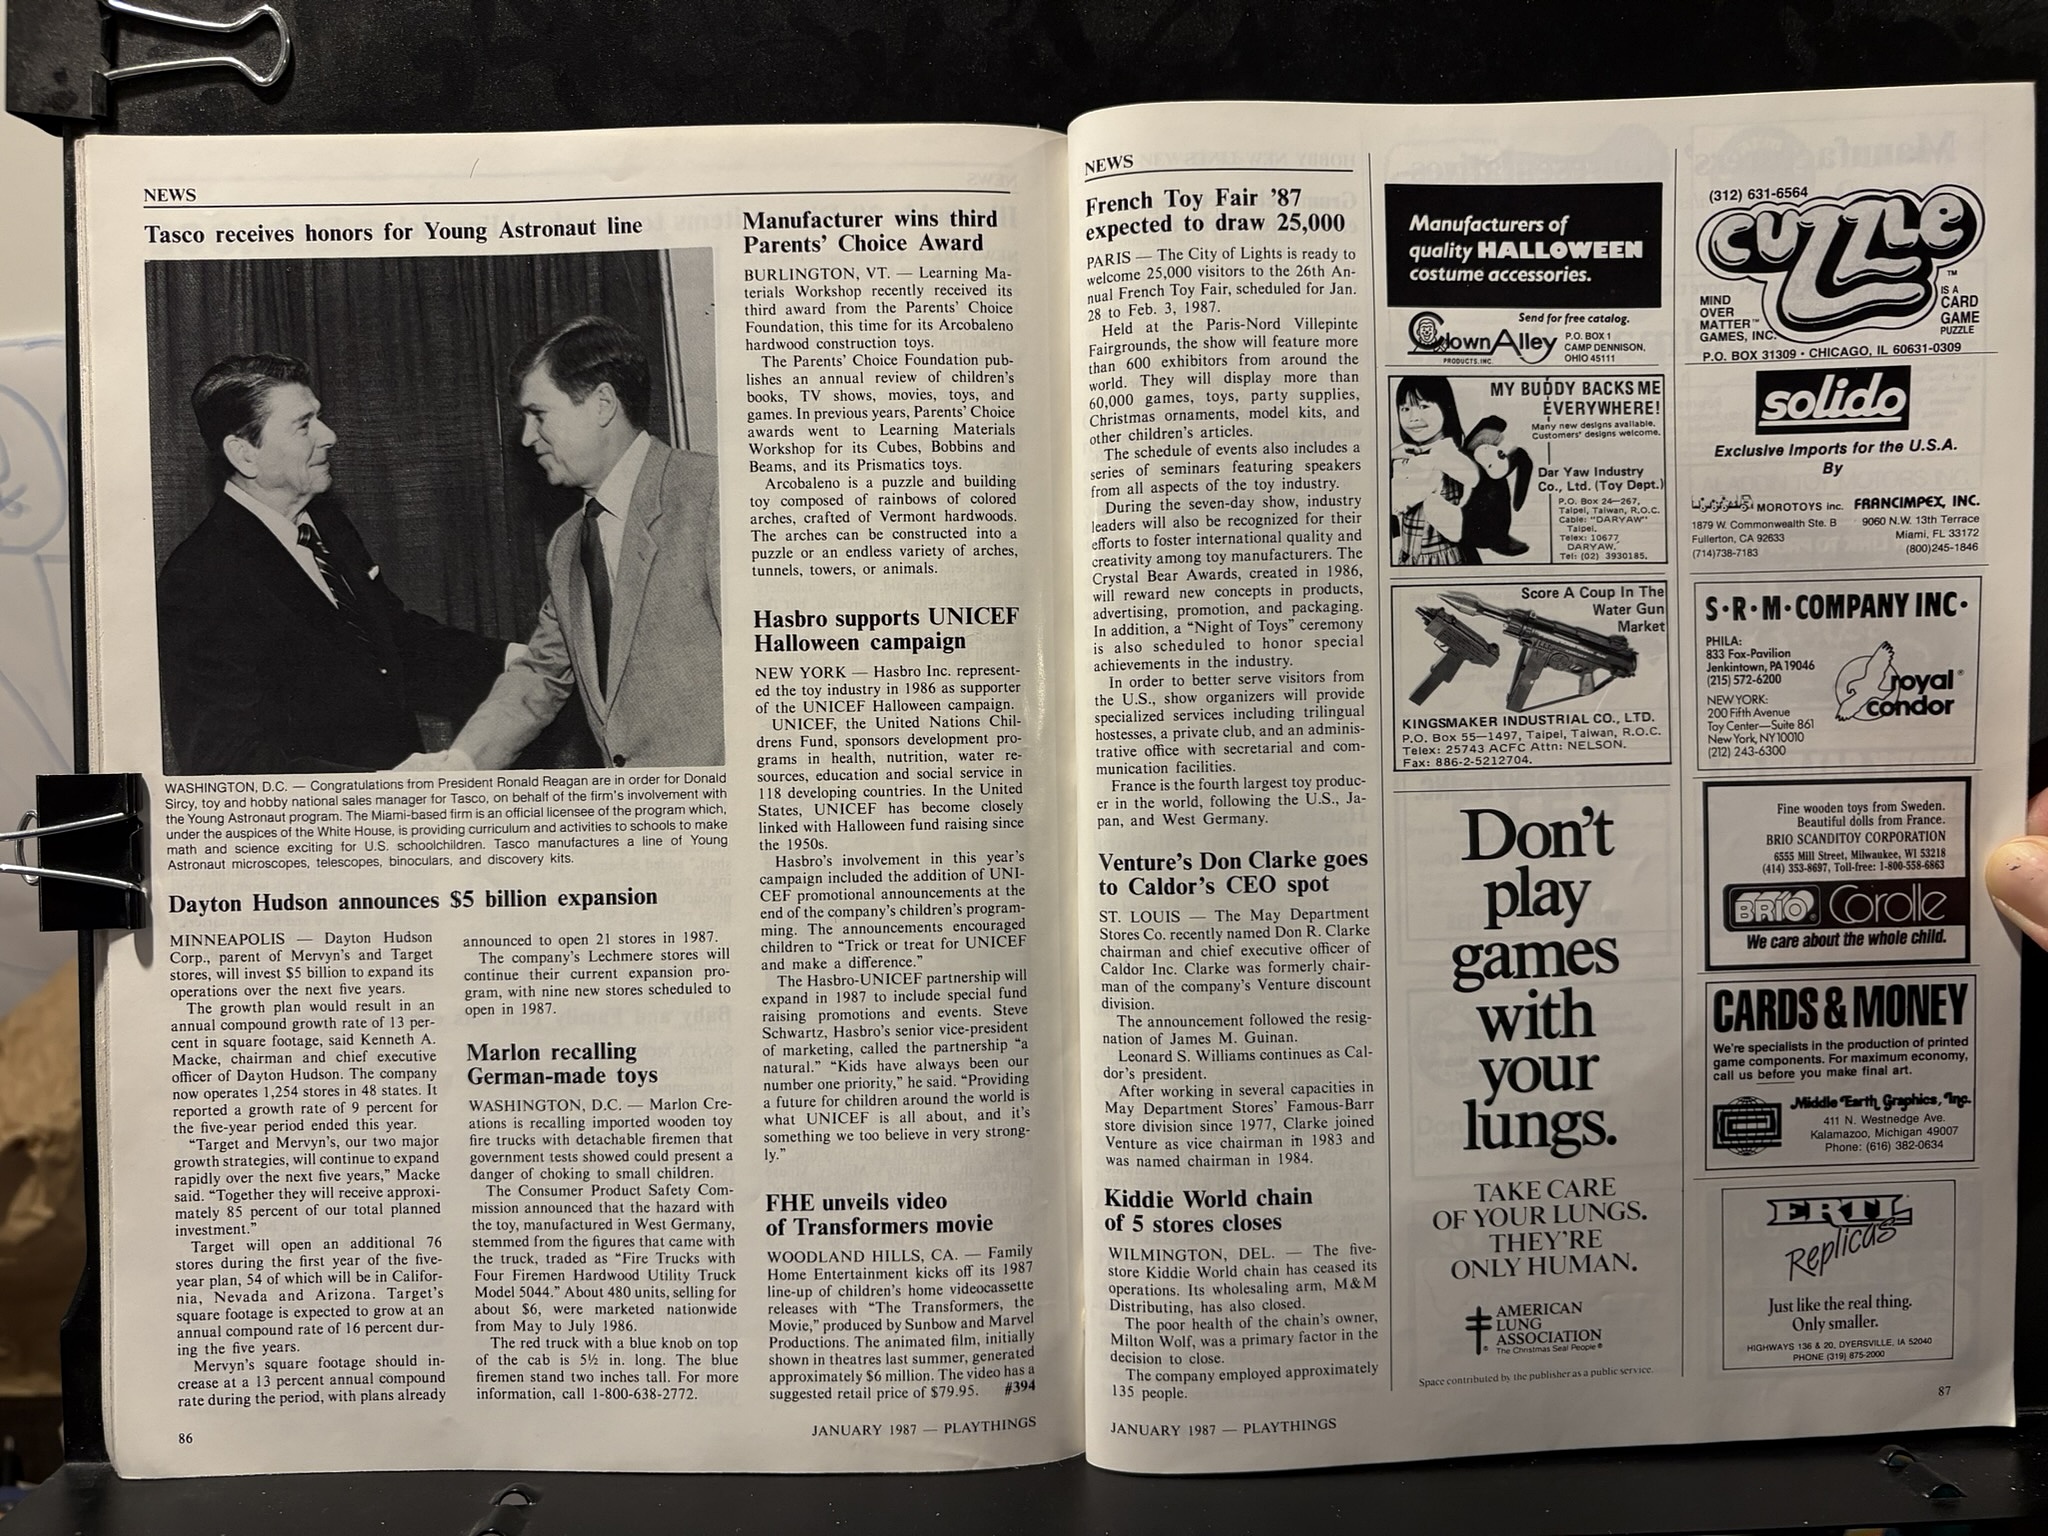 NEWS
Tasco receives honors for Young Astronaut line
WASHINGTON, D.C. — Congratulations from President Ronald Reagan are in order for Donald
Sircy, toy and hobby national sales manager for Tasco, on behalf of the firm's involvement with
the Young Astronaut program. The Miami-based firm is an official licensee of the program which,
under the auspices of the White House, is providing curriculum and activities to schools to make
math and science exciting for U.S. schoolchildren. Tasco manufactures a line of Young
Astronaut microscopes, telescopes, binoculars, and discovery kits.
Dayton Hudson announces $5 billion expansion
MINNEAPOLIS — Dayton Hudson
Corp., parent of Mervyn's and Target
stores, will invest $5 billion to expand its
operations over the next five years.
The growth plan would result in an
annual compound growth rate of 13 per-
cent in square footage, said Kenneth A.
Macke, chairman and chief executive
officer of Dayton Hudson. The company
now operates 1,254 stores in 48 states. It
reported a growth rate of 9 percent for
the five-year period ended this year.
"Target and Mervyn's, our two major
growth strategies, will continue to expand
rapidly over the next five years," Macke
said. "Together they will receive approxi-
mately 85 percent of our total planned
investment."
Target will open an additional 76
stores during the first year of the five-
year plan, 54 of which will be in Califor-
nia, Nevada and Arizona. Target's
square footage is expected to grow at an
annual compound rate of 16 percent dur-
ing the five years.
Mervyn's square footage should in-
crease at a 13 percent annual compound
rate during the period, with plans already
announced to open 21 stores in 1987.
The company's Lechmere stores will
continue their current expansion pro-
gram, with nine new stores scheduled to
open in 1987.
Marlon recalling
German-made toys
WASHINGTON, D.C. — Marlon Cre-
ations is recalling imported wooden toy
fire trucks with detachable firemen that
government tests showed could present a
danger of choking to small children.
The Consumer Product Safety Com-
mission announced that the hazard with
the toy, manufactured in West Germany,
stemmed from the figures that came with
the truck, traded as "Fire Trucks with
Four Firemen Hardwood Utility Truck
Model 5044." About 480 units, selling for
about $6, were marketed nationwide
from May to July 1986.
The red truck with a blue knob on top
of the cab is 5½ in. long. The blue
firemen stand two inches tall. For more
information, call 1-800-638-2772.
Manufacturer wins third
Parents' Choice Award
BURLINGTON, VT. — Learning Ma-
terials Workshop recently received its
third award from the Parents' Choice
Foundation, this time for its Arcobaleno
hardwood construction toys.
The Parents' Choice Foundation pub-
lishes an annual review of children's
books, TV shows, movies, toys, and
games. In previous years, Parents' Choice
awards went to Learning Materials
Workshop for its Cubes, Bobbins and
Beams, and its Prismatics toys.
Arcobaleno is a puzzle and building
toy composed of rainbows of colored
arches, crafted of Vermont hardwoods.
The arches can be constructed into a
puzzle or an endless variety of arches,
tunnels, towers, or animals.
Hasbro supports UNICEF
Halloween campaign
NEW YORK — Hasbro Inc. represent-
ed the toy industry in 1986 as supporter
of the UNICEF Halloween campaign.
UNICEF, the United Nations Chil-
drens Fund, sponsors development pro-
grams in health, nutrition, water re-
sources, education and social service in
118 developing countries. In the United
States, UNICEF has become closely
linked with Halloween fund raising since
the 1950s.
Hasbro's involvement in this year's
campaign included the addition of UNI-
CEF promotional announcements at the
end of the company's children's program-
ming. The announcements encouraged
children to "Trick or treat for UNICEF
and make a difference."
The Hasbro-UNICEF partnership will
expand in 1987 to include special fund
raising promotions and events. Steve
Schwartz, Hasbro's senior vice-president
of marketing, called the partnership "a
natural." "Kids have always been our
number one priority," he said. "Providing
a future for children around the world is
what UNICEF is all about, and it's
something we too believe in very strong-
ly."
FHE unveils video
of Transformers movie
WOODLAND HILLS, CA. — Family
Home Entertainment kicks off its 1987
line-up of children's home videocassette
releases with "The Transformers, the
Movie," produced by Sunbow and Marvel
Productions. The animated film, initially
shown in theatres last summer, generated
approximately $6 million. The video has a
suggested retail price of $79.95. #394
86
JANUARY 1987 — PLAYTHINGS
NEWS
French Toy Fair '87
expected to draw 25,000
PARIS — The City of Lights is ready to
welcome 25,000 visitors to the 26th An-
nual French Toy Fair, scheduled for Jan.
28 to Feb. 3, 1987.
Held at the Paris-Nord Villepinte
Fairgrounds, the show will feature more
than 600 exhibitors from around the
world. They will display more than
60,000 games, toys, party supplies,
Christmas ornaments, model kits, and
other children's articles.
The schedule of events also includes a
series of seminars featuring speakers
from all aspects of the toy industry.
During the seven-day show, industry
leaders will also be recognized for their
efforts to foster international quality and
creativity among toy manufacturers. The
Crystal Bear Awards, created in 1986,
will reward new concepts in products,
advertising, promotion, and packaging.
In addition, a "Night of Toys" ceremony
is also scheduled to honor special
achievements in the industry.
In order to better serve visitors from
the U.S., show organizers will provide
specialized services including trilingual
hostesses, a private club, and an adminis-
trative office with secretarial and com-
munication facilities.
France is the fourth largest toy produc-
er in the world, following the U.S., Ja-
pan, and West Germany.
Venture's Don Clarke goes
to Caldor's CEO spot
ST. LOUIS — The May Department
Stores Co. recently named Don R. Clarke
chairman and chief executive officer of
Caldor Inc. Clarke was formerly chair-
man of the company's Venture discount
division.
The announcement followed the resig-
nation of James M. Guinan.
Leonard S. Williams continues as Cal-
dor's president.
After working in several capacities in
May Department Stores' Famous-Barr
store division since 1977, Clarke joined
Venture as vice chairman in 1983 and
was named chairman in 1984.
Kiddie World chain
of 5 stores closes
WILMINGTON, DEL. — The five-
store Kiddie World chain has ceased its
operations. Its wholesaling arm, M&M
Distributing, has also closed.
The poor health of the chain's owner,
Milton Wolf, was a primary factor in the
decision to close.
The company employed approximately
135 people.
JANUARY 1987 — PLAYTHINGS
Manufacturers of
quality HALLOWEEN
costume accessories.
Send for free catalog.
Clown Alley
PRODUCTS, INC.
P.O. BOX 1
CAMP DENNISON,
OHIO 45111
MY BUDDY BACKS ME
EVERYWHERE!
Many new designs available.
Customers' designs welcome.
Dar Yaw Industry
Co., Ltd. (Toy Dept.)
P.O. Box 24-267,
Taipei, Taiwan, R.O.C.
Cable: "DARYAW"
Taipei.
Telex: 10677
DARYAW.
Tel: (02) 3930185.
Score A Coup In The
Water Gun
Market
KINGSMAKER INDUSTRIAL CO., LTD.
P.O. Box 55-1497, Taipei, Taiwan, R.O.C.
Telex: 25743 ACFC Attn: NELSON.
Fax: 886-2-5212704.
Don't
play
games
with
your
lungs.
TAKE CARE
OF YOUR LUNGS.
THEY'RE
ONLY HUMAN.
AMERICAN
LUNG
ASSOCIATION
The Christmas Seal People®
Space contributed by the publisher as a public service.
(312) 631-6564
CUZZLE™
IS A
CARD
GAME
PUZZLE
MIND
OVER
MATTER™
GAMES, INC.
P.O. BOX 31309 • CHICAGO, IL 60631-0309
solido
Exclusive Imports for the U.S.A.
By
MOROTOYS inc.
1879 W. Commonwealth Ste. B
Fullerton, CA 92633
(714)738-7183
FRANCIMPEX, INC.
9060 N.W. 13th Terrace
Miami, FL 33172
(800)245-1846
S•R•M•COMPANY INC•
PHILA:
833 Fox-Pavilion
Jenkintown, PA 19046
(215) 572-6200
NEW YORK:
200 Fifth Avenue
Toy Center—Suite 861
New York, NY 10010
(212) 243-6300
royal®
condor
Fine wooden toys from Sweden.
Beautiful dolls from France.
BRIO SCANDITOY CORPORATION
6555 Mill Street, Milwaukee, WI 53218
(414) 353-8697, Toll-free: 1-800-558-6863
BRIO® Corolle
We care about the whole child.
CARDS & MONEY
We're specialists in the production of printed
game components. For maximum economy,
call us before you make final art.
Middle Earth Graphics, Inc.
411 N. Westnedge Ave.
Kalamazoo, Michigan 49007
Phone: (616) 382-0634
ERTL
Replicas
Just like the real thing.
Only smaller.
HIGHWAYS 136 & 20, DYERSVILLE, IA 52040
PHONE (319) 875-2000
87